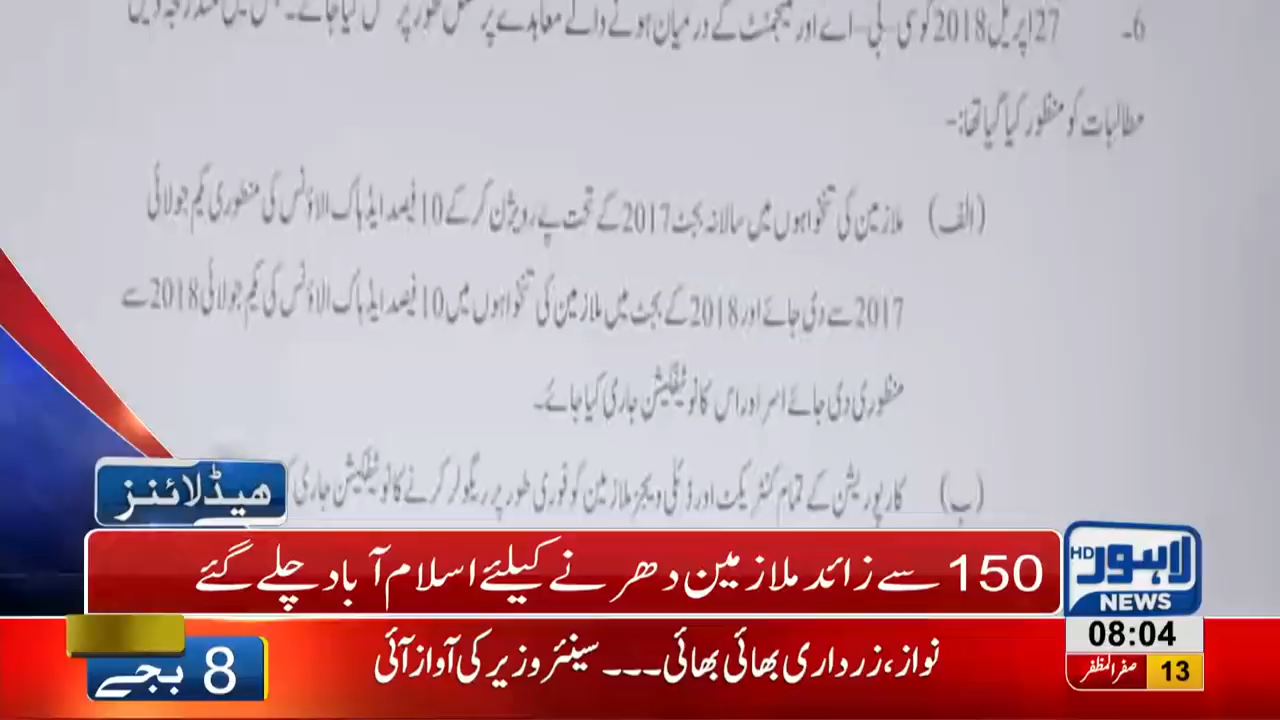 6۔ 27 اپریل 2018 کو سی-بی-اے اور مینجمنٹ کے درمیان ہونے والے معاہدے پر
مطالبات کو منظور کیا گیا تھا:-
(الف) ملازمین کی تنخواہوں میں سالانہ بجٹ 2017 کے تحت پے رویژن کر کے 10 فیصد ایڈہاک الاؤنس کی منظوری یکم جولائی
2017 سے دی جائے اور 2018 کے بجٹ میں ملازمین کی تنخواہوں میں 10 فیصد ایڈہاک الاؤنس کی یکم جولائی 2018 سے
منظوری دی جائے اسر اور اس کا نوٹیفکیشن جاری کیا جائے۔
(ب) کارپوریشن کے تمام کنٹریکٹ اور ڈیلی ویجز ملازمین کو فوری طور پر ریگولر کرنے کا نوٹیفکیشن جاری
ھیڈلائنز
150 سے زائد ملازمین دھرنے کیلئے اسلام آباد چلے گئے
لاہور HD
NEWS
08:04
نواز، زرداری بھائی بھائی۔۔۔ سینئر وزیر کی آواز آئی
8 بجے
13 صفر المظفر